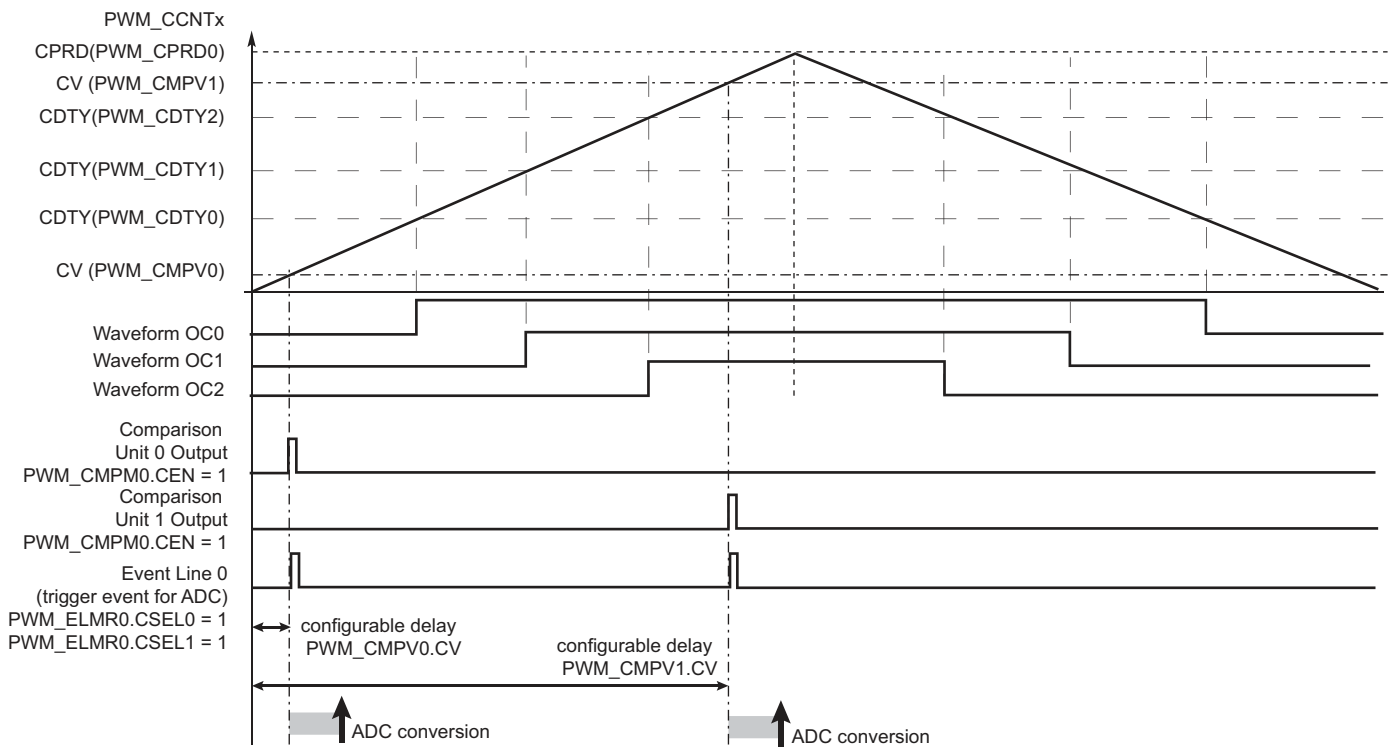 PWM_CCNTx
CPRD(PWM_CPRD0)
CV (PWM_CMPV1)
CDTY(PWM_CDTY2)
CDTY(PWM_CDTY1)
CDTY(PWM_CDTY0)
CV (PWM_CMPV0)
Waveform OC0
Waveform OC1
Waveform OC2
Comparison
Unit 0 Output
PWM_CMPM0.CEN = 1
Comparison
Unit 1 Output
PWM_CMPM0.CEN = 1
Event Line 0
(trigger event for ADC)
PWM_ELMR0.CSEL0 = 1
PWM_ELMR0.CSEL1 = 1
configurable delay
PWM_CMPV0.CV
configurable delay
PWM_CMPV1.CV
ADC conversion
ADC conversion